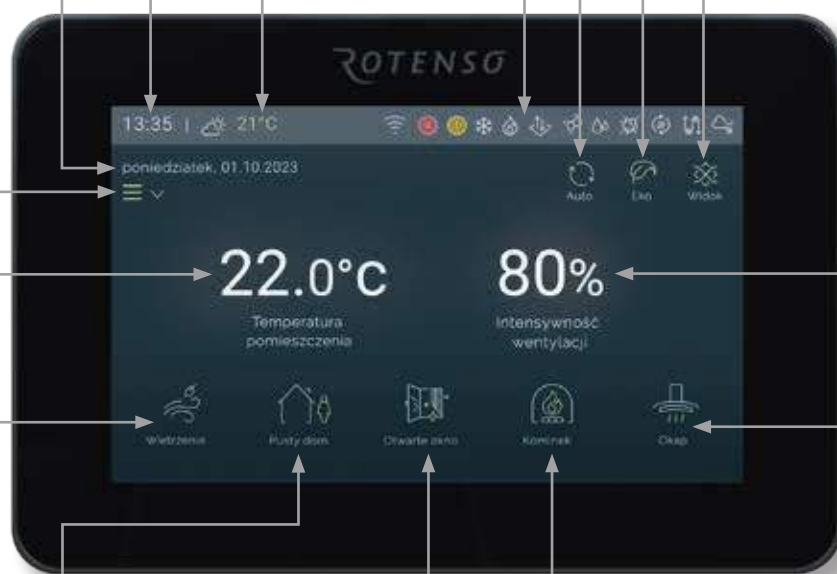 ROTENSO
13:35 | 21°C
poniedziałek, 01.10.2023
Auto Eko Widok
22.0°C 80%
Temperatura pomieszczenia
Intensywność wentylacji
Wietrzenie Pusty dom Otwarte okno Kominek Okap